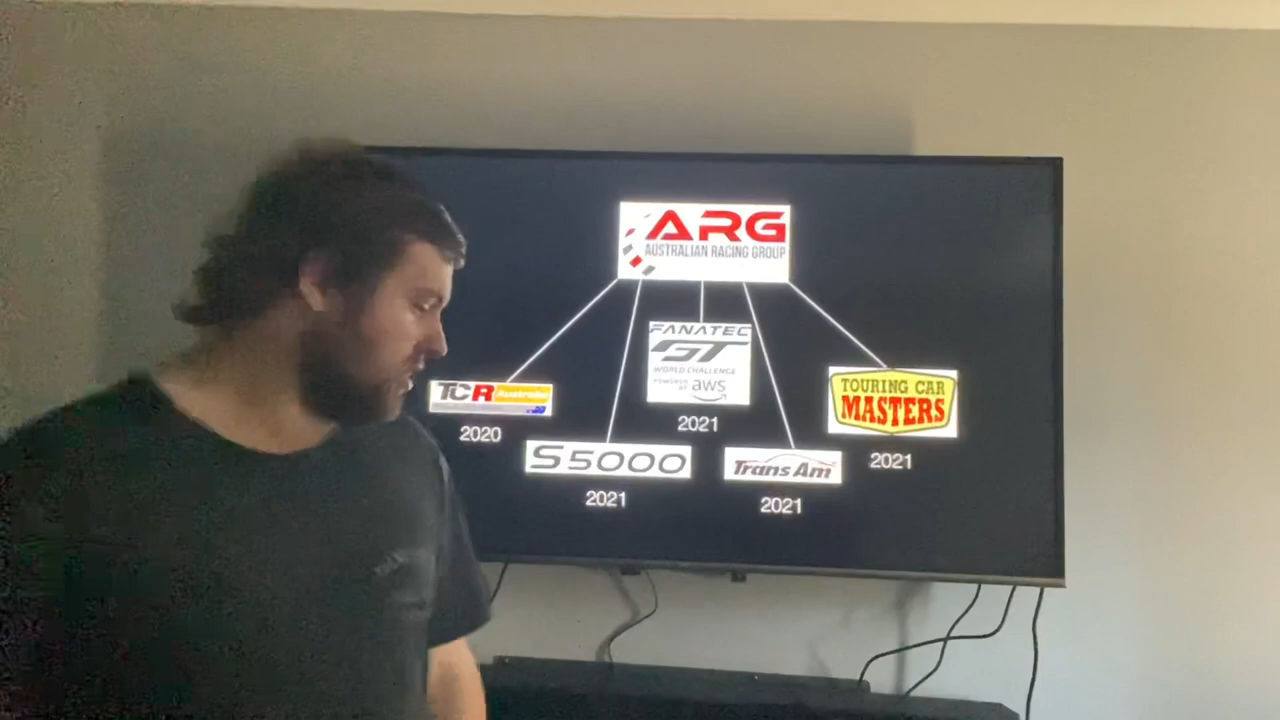 ARG
AUSTRALIAN RACING GROUP
FANATEC
GT
WORLD CHALLENGE
POWERED BY aws
2021
TCR Australia
2020
TOURING CAR
MASTERS
2021
S5000
2021
Trans Am
2021